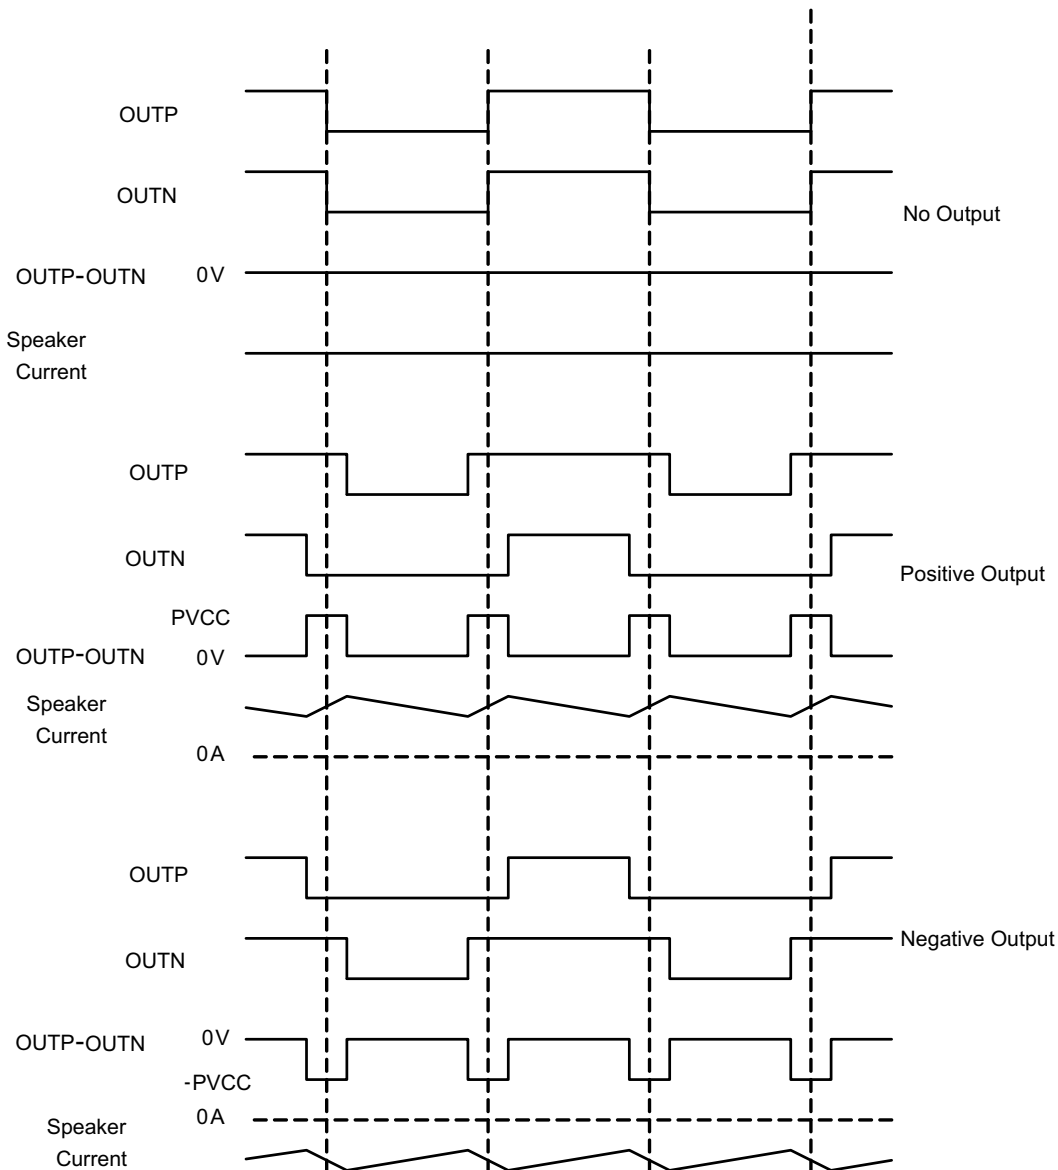 OUTP
OUTN
No Output
OUTP-OUTN 0V
Speaker
Current
OUTP
OUTN
Positive Output
PVCC
OUTP-OUTN 0V
Speaker
Current
0A
OUTP
Negative Output
OUTN
0V
OUTP-OUTN
-PVCC
0A
Speaker
Current